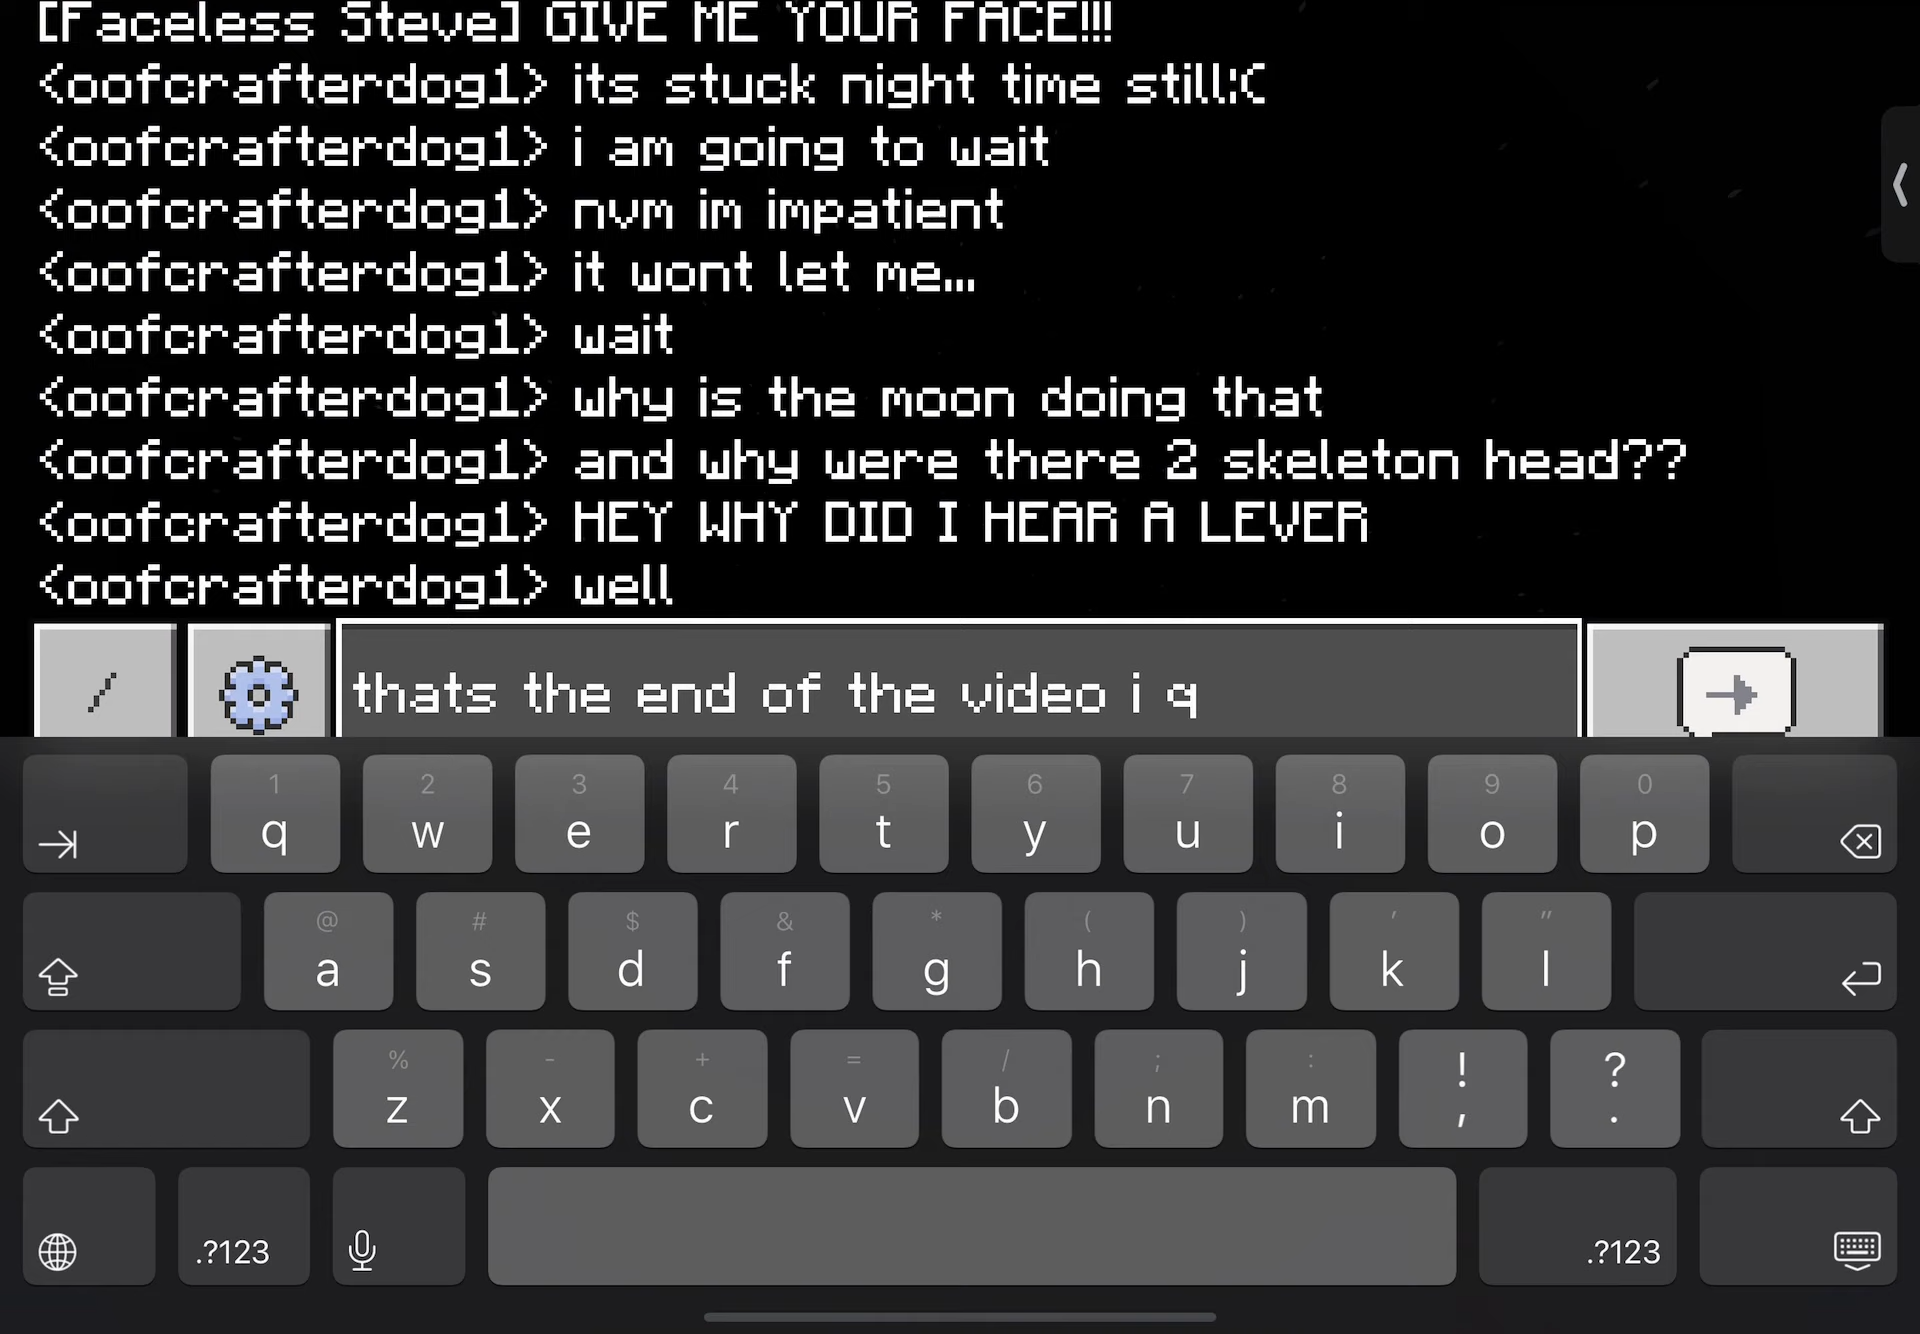 [Faceless Steve] GIVE ME YOUR FACE!!!
<oofcrafterdog1> its stuck night time still:(
<oofcrafterdog1> i am going to wait
<oofcrafterdog1> nvm im impatient
<oofcrafterdog1> it wont let me...
<oofcrafterdog1> wait
<oofcrafterdog1> why is the moon doing that
<oofcrafterdog1> and why were there 2 skeleton head??
<oofcrafterdog1> HEY WHY DID I HEAR A LEVER
<oofcrafterdog1> well
/ thats the end of the video i q
1 2 3 4 5 6 7 8 9 0
q w e r t y u i o p
@ # $ & * ( ) ' "
a s d f g h j k l
% - + = / ; : ! ?
z x c v b n m , .
.?123 .?123